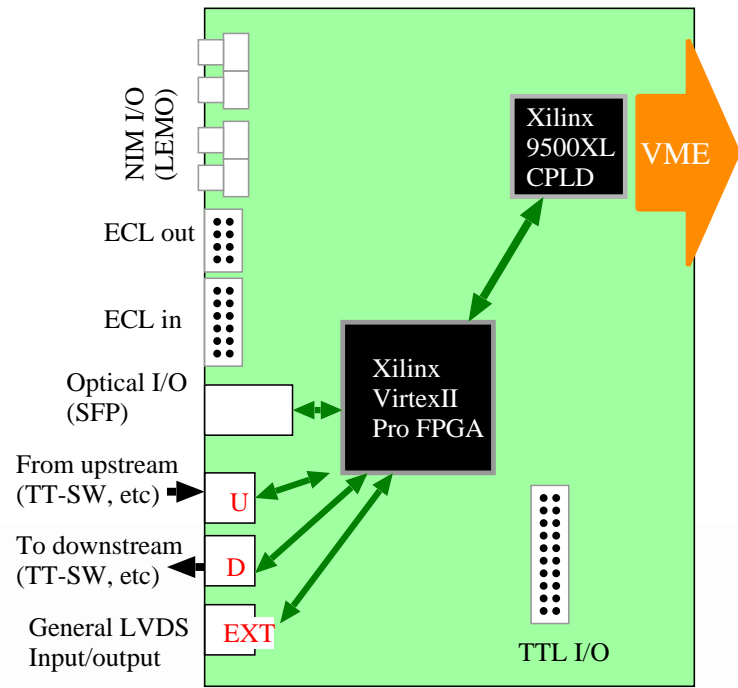 NIM I/O
(LEMO)
Xilinx
9500XL
CPLD
VME
ECL out
ECL in
Optical I/O
(SFP)
Xilinx
VirtexII
Pro FPGA
From upstream
(TT-SW, etc)
U
To downstream
(TT-SW, etc)
D
General LVDS
Input/output
EXT
TTL I/O